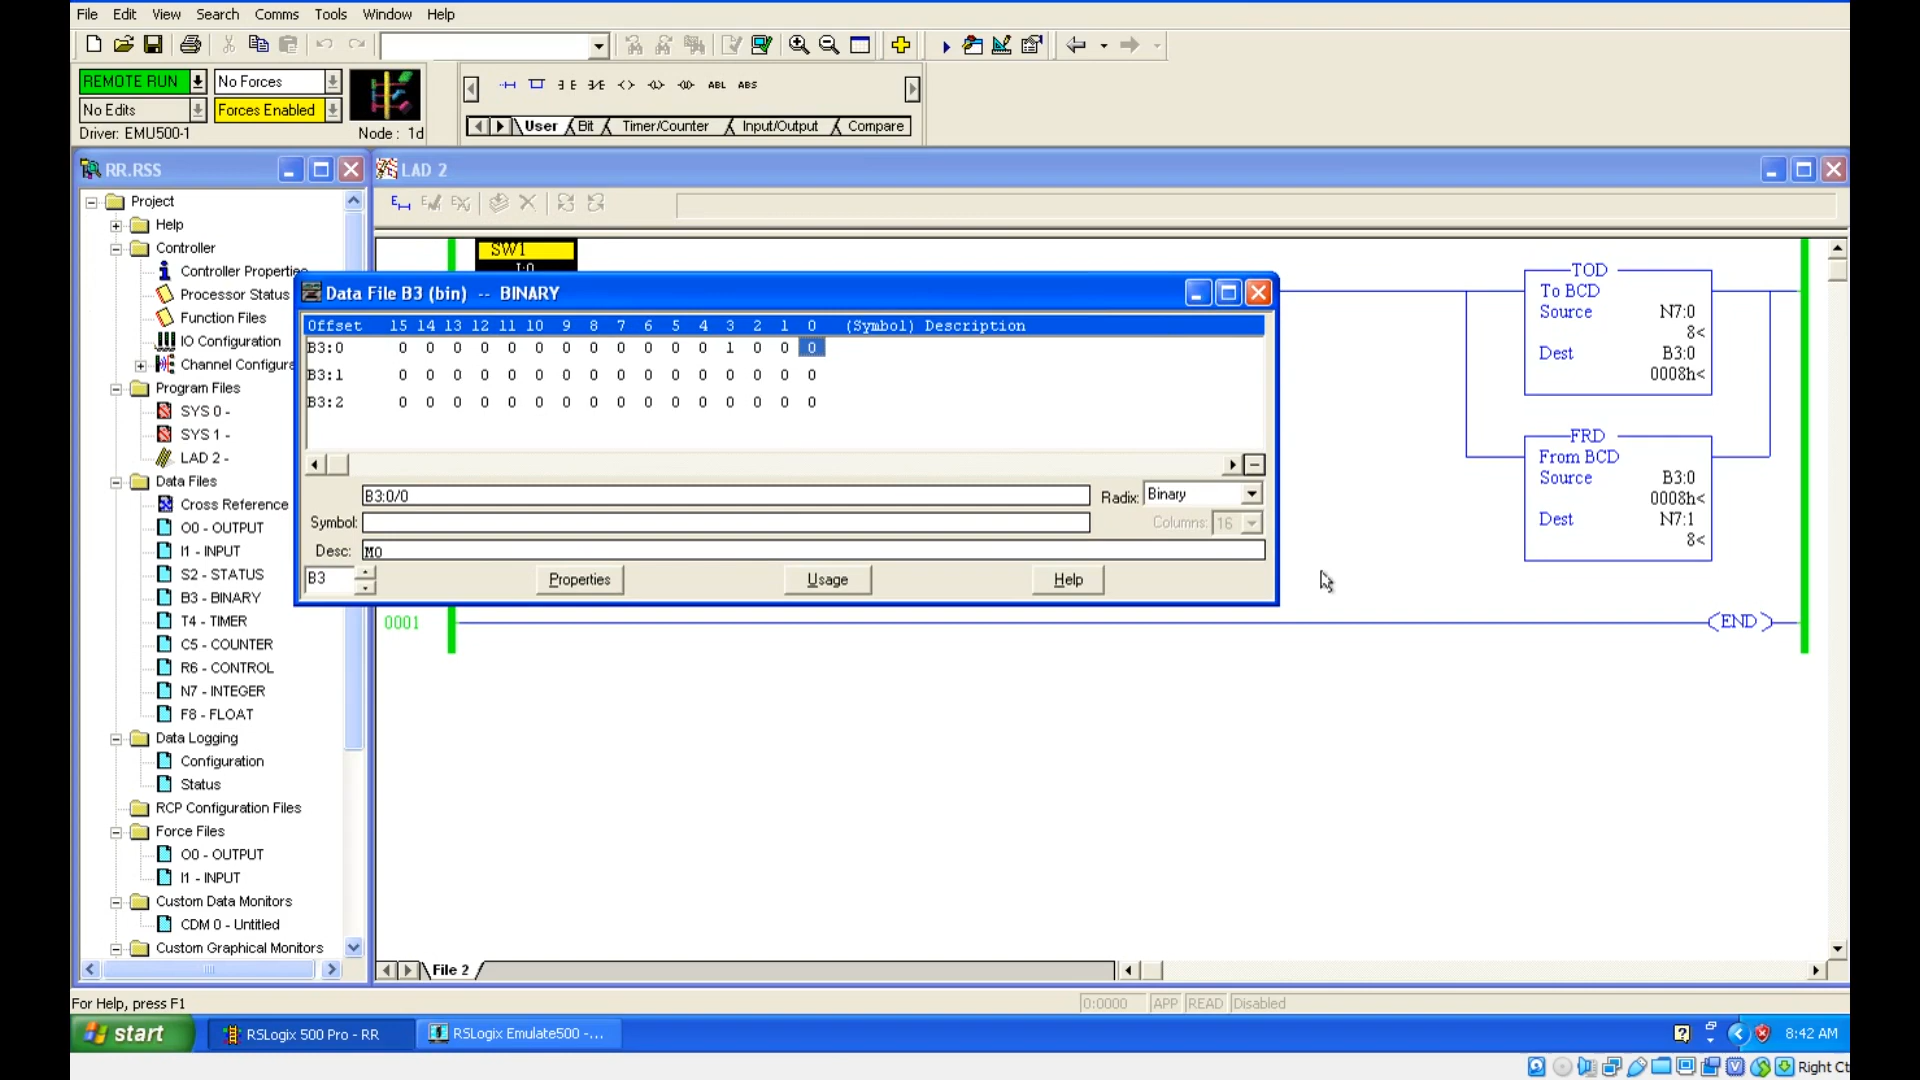 File Edit View Search Comms Tools Window Help
REMOTE RUN No Forces
No Edits Forces Enabled
Driver: EMU500-1 Node : 1d
ABL ABS
User Bit Timer/Counter Input/Output Compare
RR.RSS
Project
Help
Controller
Controller Properties
Processor Status
Function Files
IO Configuration
Channel Configura
Program Files
SYS 0 -
SYS 1 -
LAD 2 -
Data Files
Cross Reference
O0 - OUTPUT
I1 - INPUT
S2 - STATUS
B3 - BINARY
T4 - TIMER
C5 - COUNTER
R6 - CONTROL
N7 - INTEGER
F8 - FLOAT
Data Logging
Configuration
Status
RCP Configuration Files
Force Files
O0 - OUTPUT
I1 - INPUT
Custom Data Monitors
CDM 0 - Untitled
Custom Graphical Monitors
LAD 2
SW1
I:0
Data File B3 (bin) -- BINARY
Offset 15 14 13 12 11 10 9 8 7 6 5 4 3 2 1 0 (Symbol) Description
B3:0 0 0 0 0 0 0 0 0 0 0 0 0 1 0 0 0
B3:1 0 0 0 0 0 0 0 0 0 0 0 0 0 0 0 0
B3:2 0 0 0 0 0 0 0 0 0 0 0 0 0 0 0 0
B3:0/0 Radix: Binary
Symbol: Columns: 16
Desc: M0
B3 Properties Usage Help
TOD
To BCD
Source N7:0
8<
Dest B3:0
0008h<
FRD
From BCD
Source B3:0
0008h<
Dest N7:1
8<
0001 END
File 2
For Help, press F1 0:0000 APP READ Disabled
start RSLogix 500 Pro - RR RSLogix Emulate500 -... 8:42 AM
Right Ct